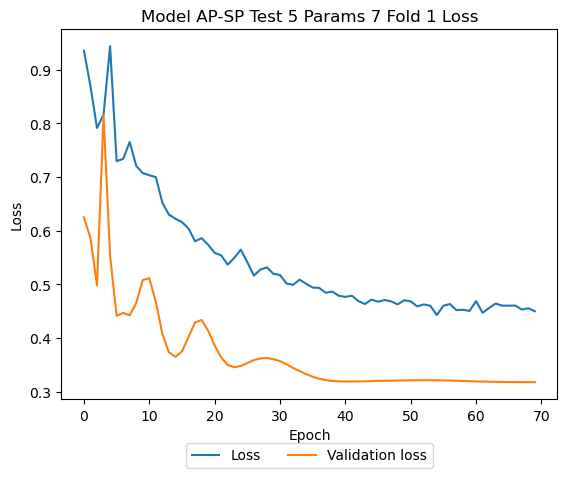 Model AP-SP Test 5 Params 7 Fold 1 Loss
Loss
0.9
0.8
0.7
0.6
0.5
0.4
0.3
0 10 20 30 40 50 60 70
Epoch
Loss Validation loss